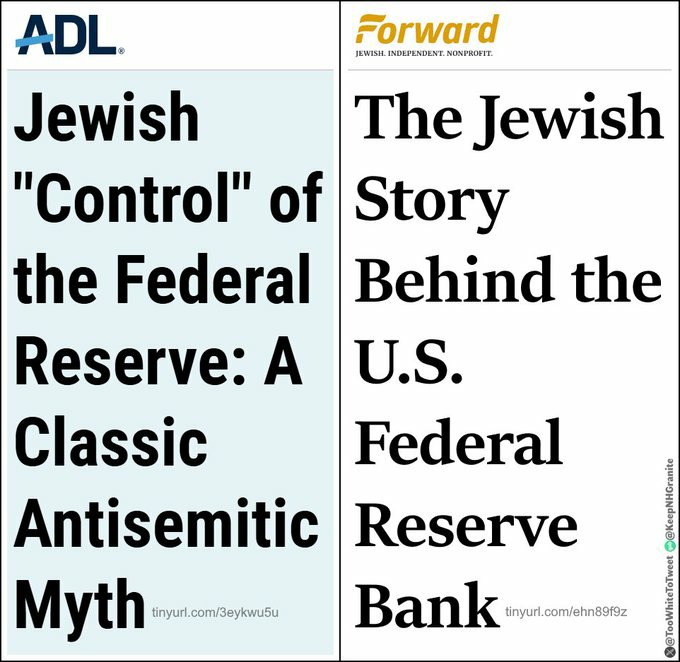 ADL®
Jewish
"Control" of
the Federal
Reserve: A
Classic
Antisemitic
Myth tinyurl.com/3eykwu5u
Forward
JEWISH. INDEPENDENT. NONPROFIT.
The Jewish
Story
Behind the
U.S.
Federal
Reserve
Bank tinyurl.com/ehn89f9z
@TooWhiteToTweet @KeepNHGranite